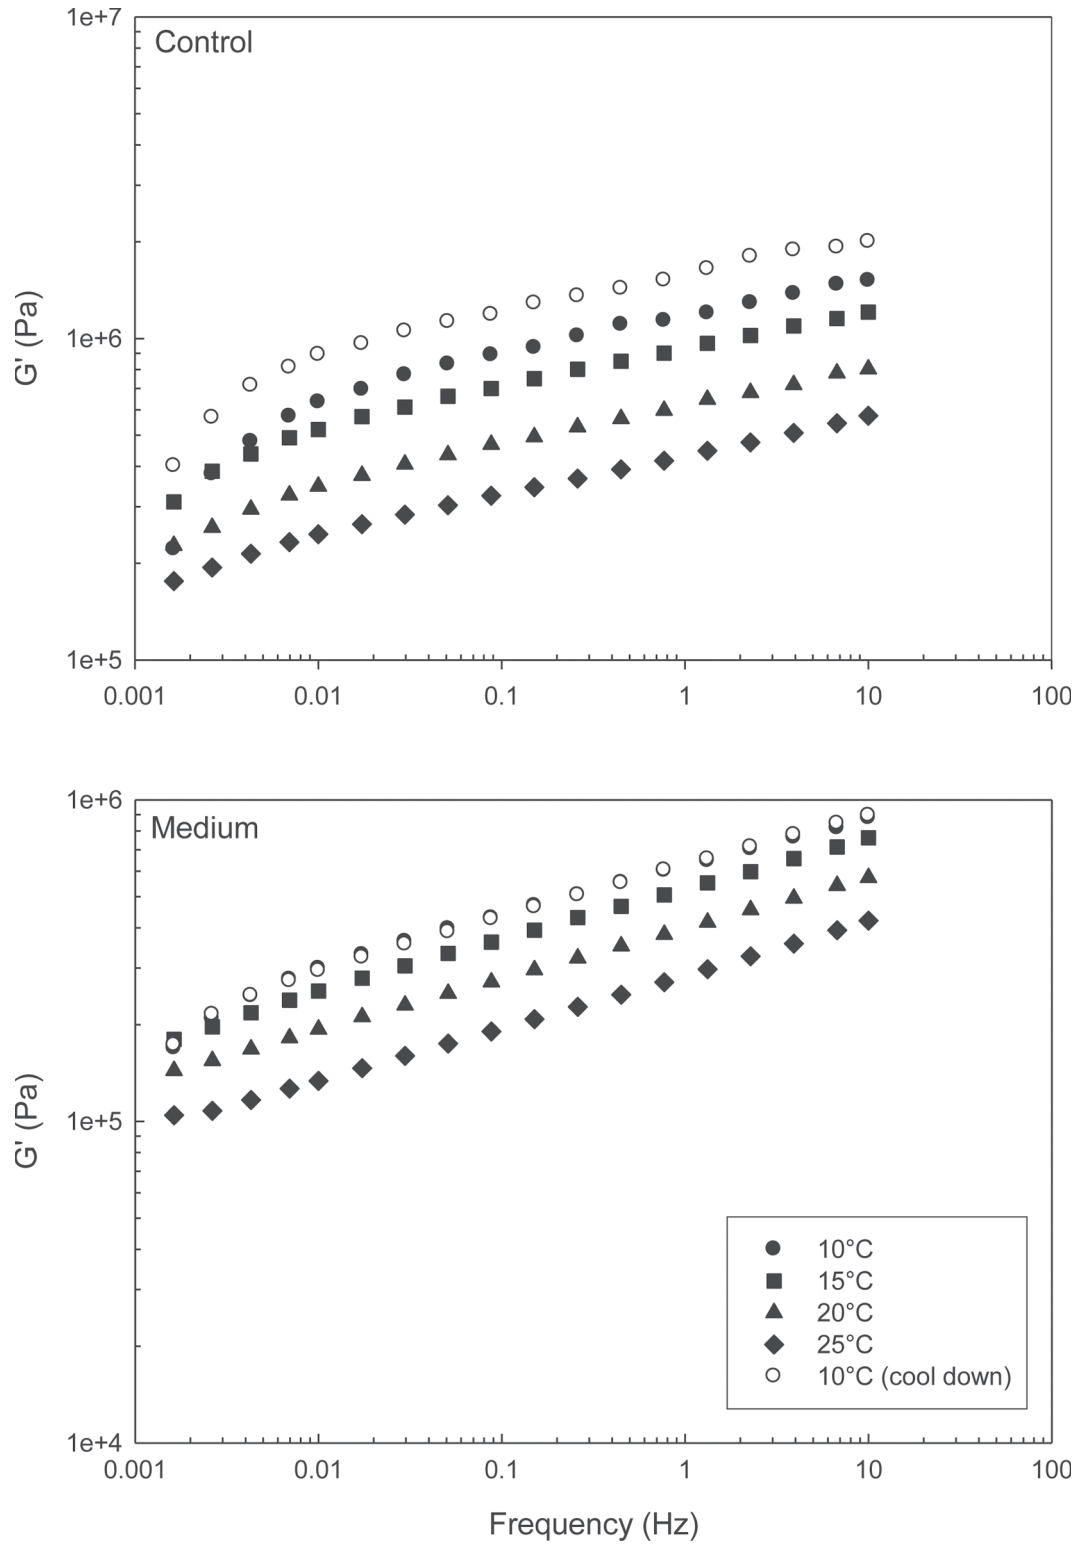 1e+7
Control
G' (Pa)
1e+6
1e+5
0.001 0.01 0.1 1 10 100
1e+6
Medium
G' (Pa)
1e+5
10°C
15°C
20°C
25°C
10°C (cool down)
1e+4
0.001 0.01 0.1 1 10 100
Frequency (Hz)